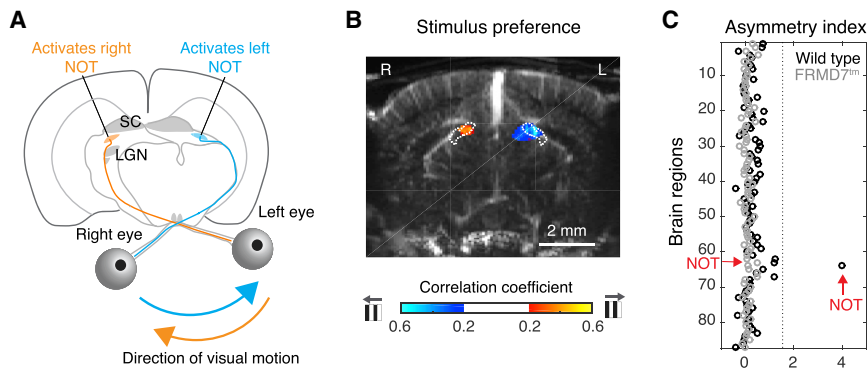 A
Activates right
NOT
Activates left
NOT
SC
LGN
Right eye
Left eye
Direction of visual motion
B
Stimulus preference
R
L
2 mm
Correlation coefficient
0.6
0.2
0.2
0.6
C
Asymmetry index
Wild type
FRMD7tm
Brain regions
10
20
30
40
50
60
70
80
NOT
NOT
0
2
4